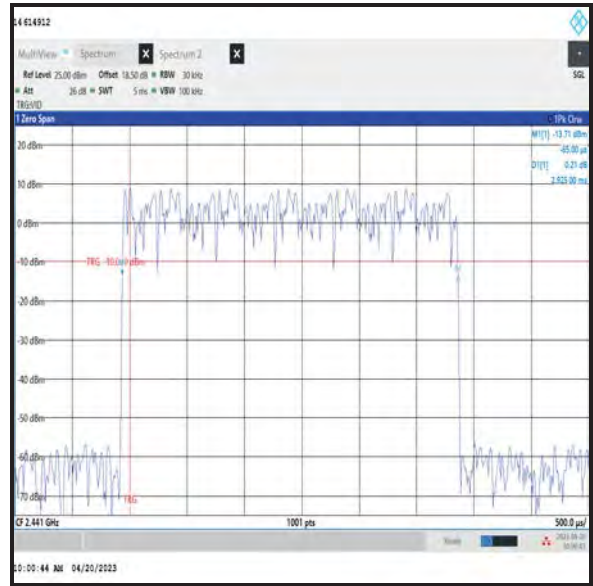 14 614912
MultiView Spectrum X Spectrum 2 X
Ref Level 25.00 dBm Offset 18.50 dB RBW 30 kHz SGL
Att 26 dB SWT 5 ms VBW 100 kHz
TRG:VID
1 Zero Span 1Pk Clrw
M1[1] -13.71 dBm
-65.00 µs
D1[1] 0.21 dB
2.925 00 ms
20 dBm
10 dBm
0 dBm
-10 dBm
TRG -10.000 dBm
-20 dBm
-30 dBm
-40 dBm
-50 dBm
-60 dBm
-70 dBm
TRG
CF 2.441 GHz 1001 pts 500.0 µs/
10:00:44 AM 04/20/2023